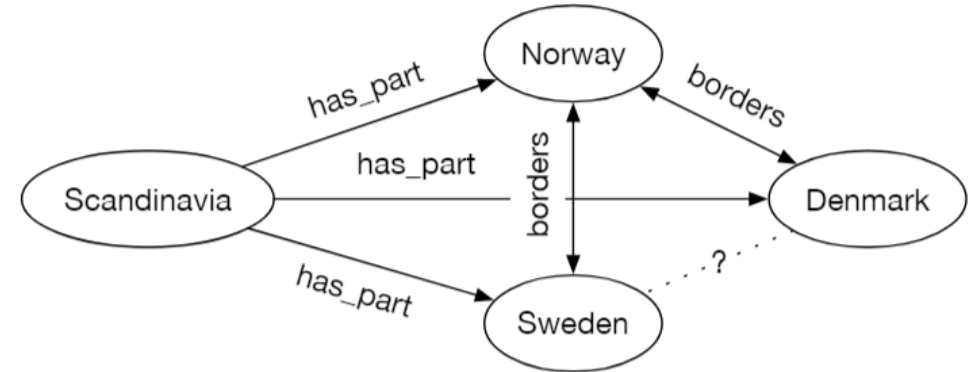 Norway
has_part
borders
has_part
borders
Scandinavia
Denmark
?
has_part
Sweden